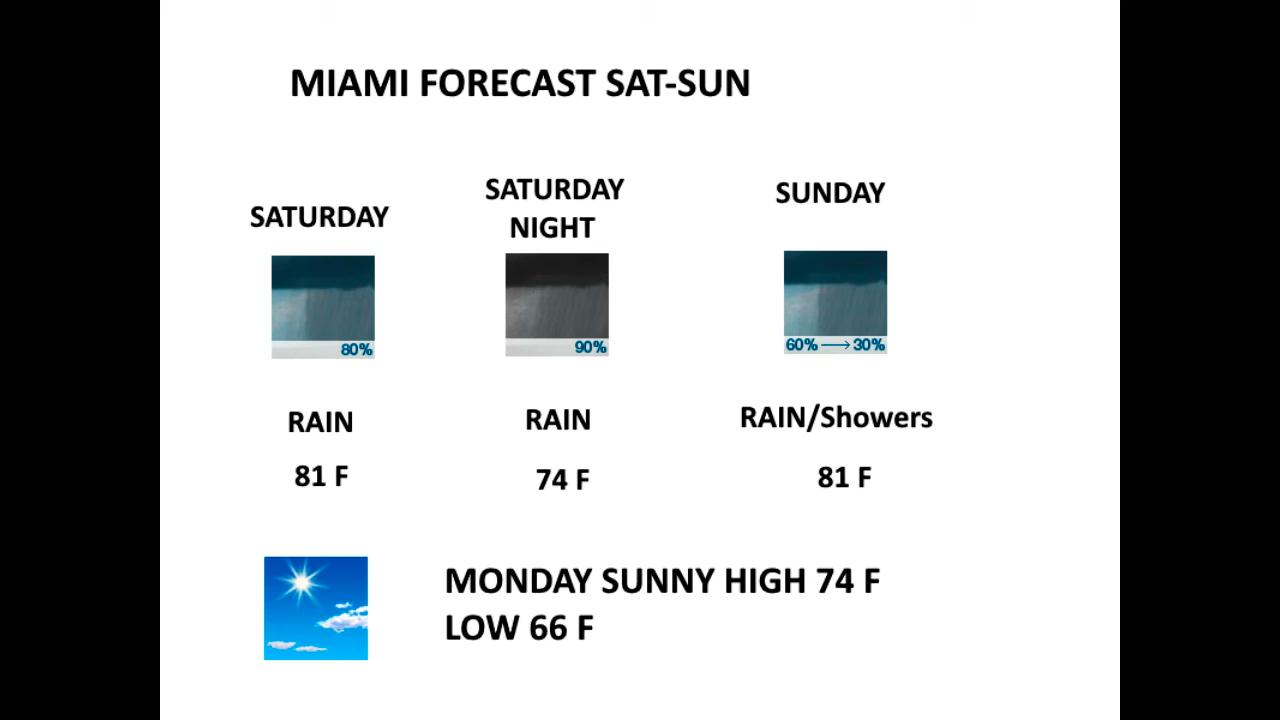 MIAMI FORECAST SAT-SUN
SATURDAY
SATURDAY
NIGHT
SUNDAY
80%
90%
60% → 30%
RAIN
RAIN
RAIN/Showers
81 F
74 F
81 F
MONDAY SUNNY HIGH 74 F
LOW 66 F